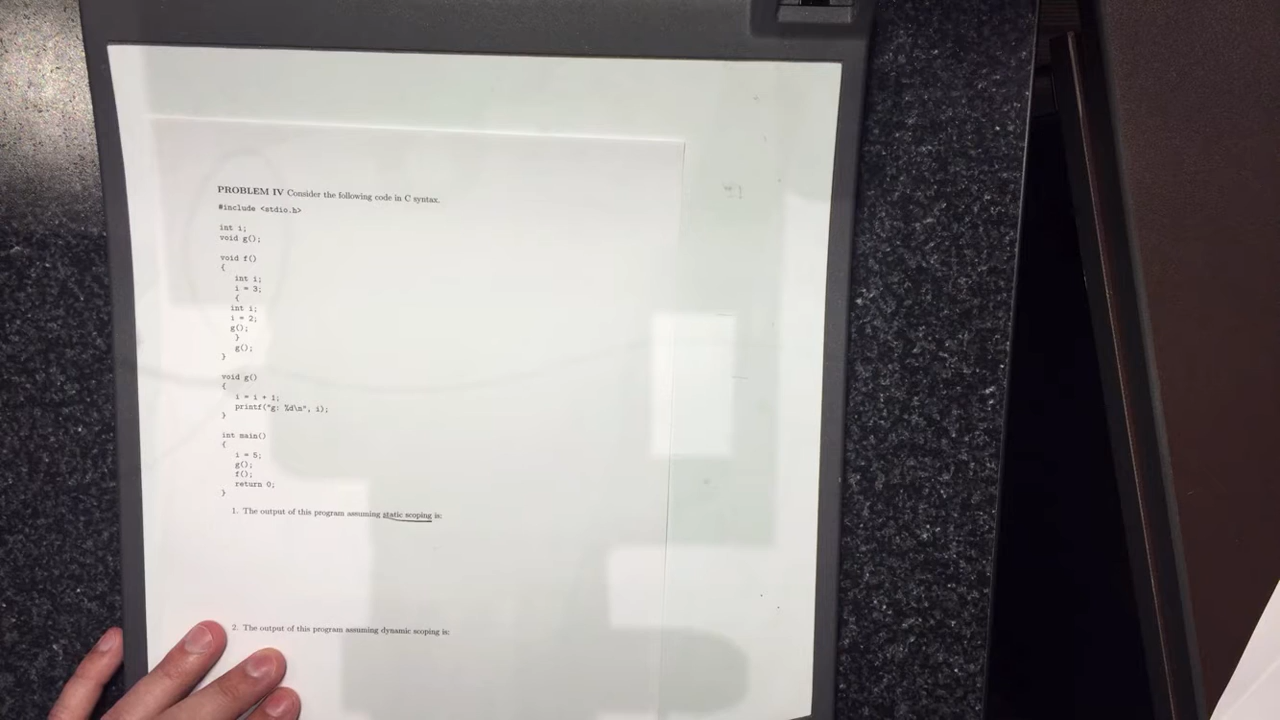 PROBLEM IV Consider the following code in C syntax.
#include <stdio.h>
int i;
void g();
void f()
{
int i;
i = 3;
{
int i;
i = 2;
g();
}
g();
}
void g()
{
i = i + 1;
printf("g: %d\n", i);
}
int main()
{
i = 5;
g();
f();
return 0;
}
1. The output of this program assuming static scoping is:
2. The output of this program assuming dynamic scoping is: